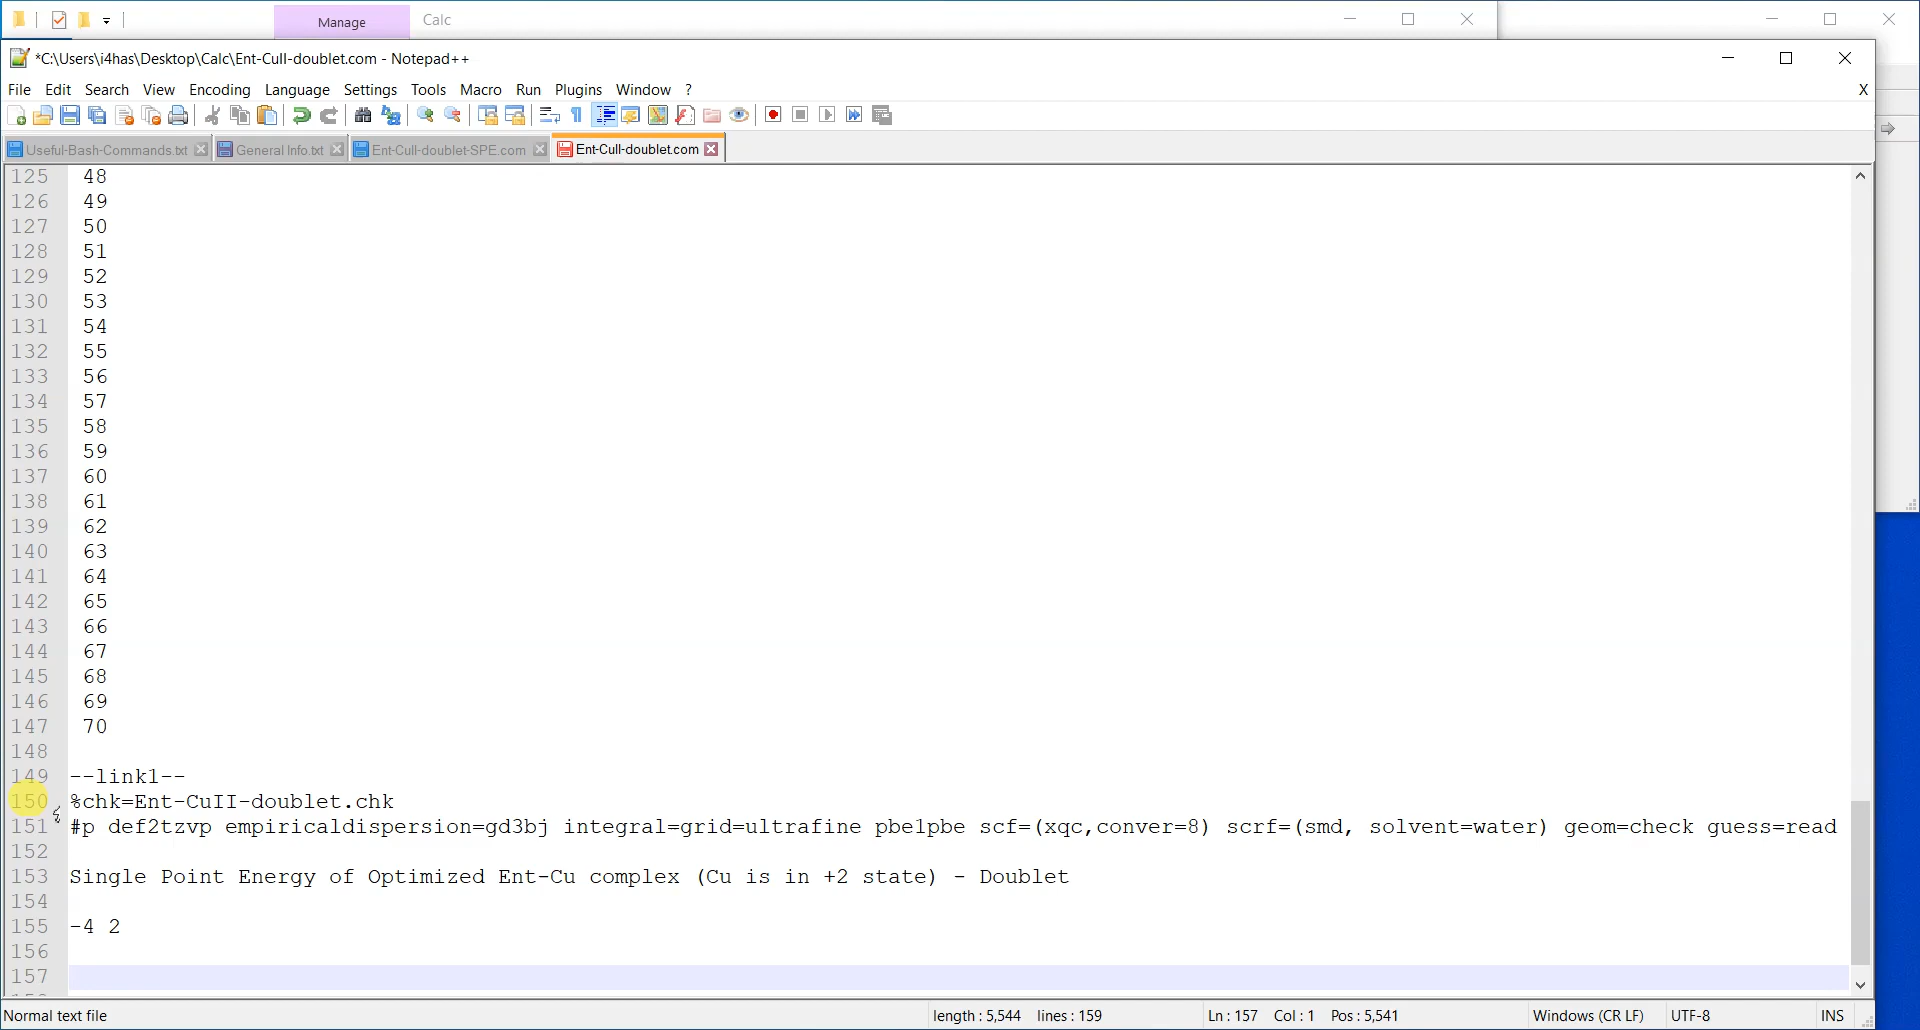 Manage
Calc
*C:\Users\i4has\Desktop\Calc\Ent-CuII-doublet.com - Notepad++
File Edit Search View Encoding Language Settings Tools Macro Run Plugins Window ? X
Useful-Bash-Commands.txt General Info.txt Ent-CuII-doublet-SPE.com Ent-CuII-doublet.com
125 48
126 49
127 50
128 51
129 52
130 53
131 54
132 55
133 56
134 57
135 58
136 59
137 60
138 61
139 62
140 63
141 64
142 65
143 66
144 67
145 68
146 69
147 70
148
149 --link1--
150 %chk=Ent-CuII-doublet.chk
151 #p def2tzvp empiricaldispersion=gd3bj integral=grid=ultrafine pbe1pbe scf=(xqc,conver=8) scrf=(smd, solvent=water) geom=check guess=read
152
153 Single Point Energy of Optimized Ent-Cu complex (Cu is in +2 state) - Doublet
154
155 -4 2
156
157
Normal text file length : 5,544 lines : 159 Ln : 157 Col : 1 Pos : 5,541 Windows (CR LF) UTF-8 INS